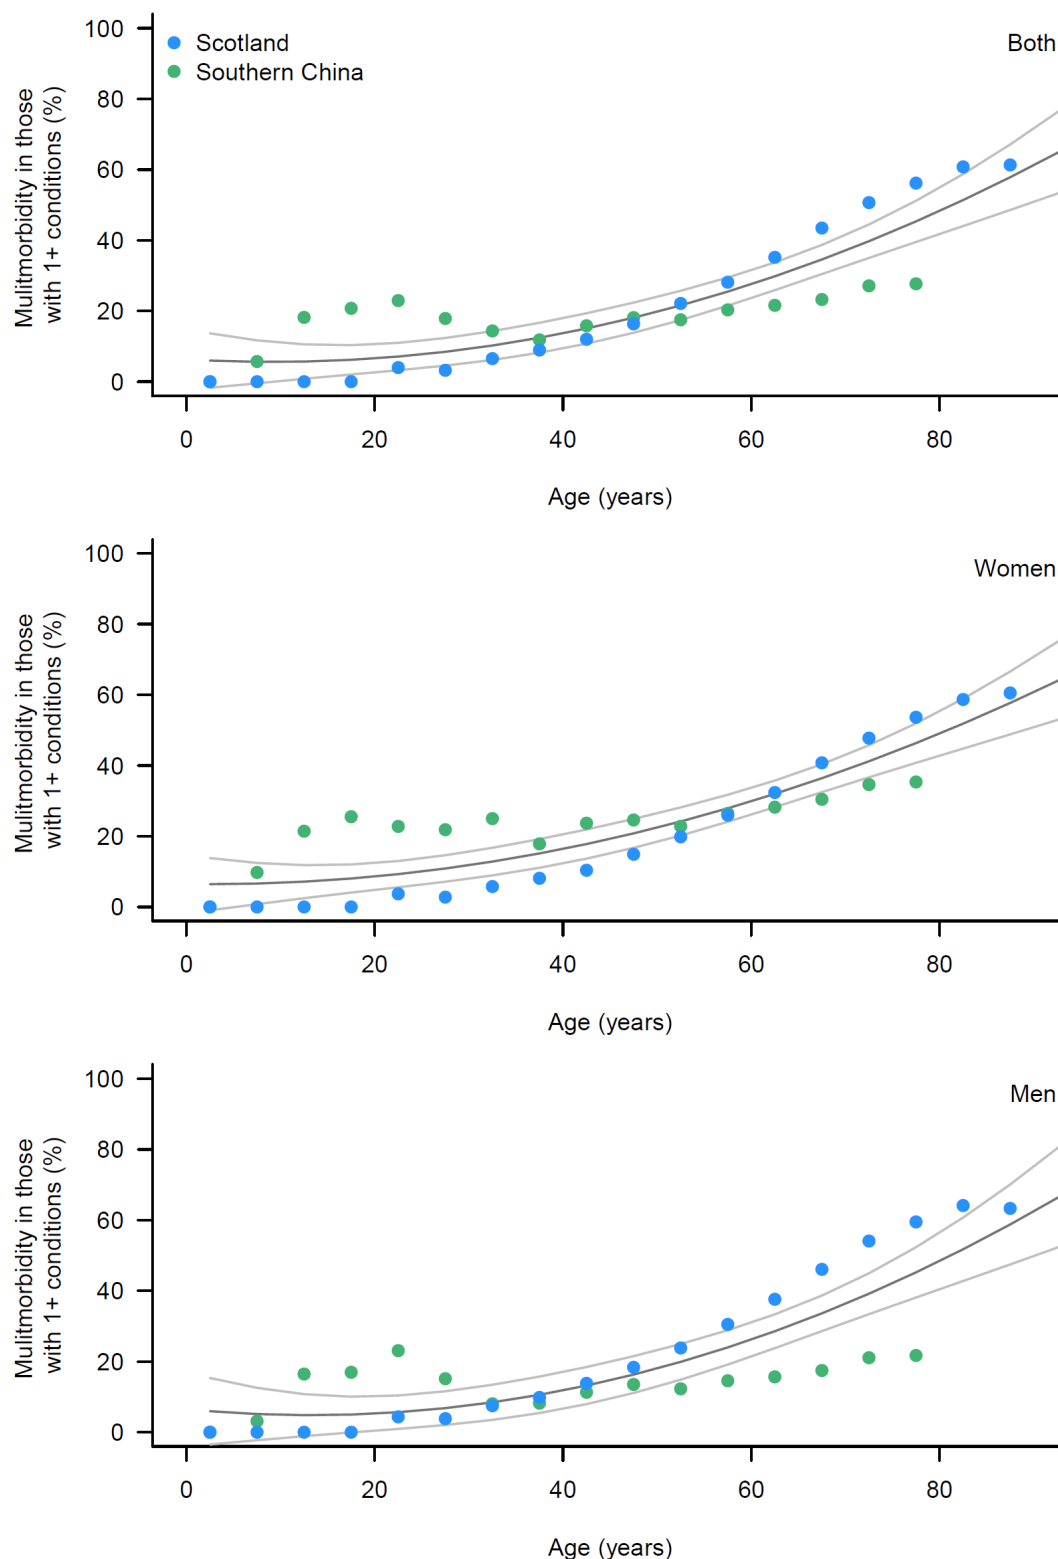 Mulitmorbidity in those
with 1+ conditions (%)
100
80
60
40
20
0
Scotland
Southern China
Both
0 20 40 60 80
Age (years)
Mulitmorbidity in those
with 1+ conditions (%)
100
80
60
40
20
0
Women
0 20 40 60 80
Age (years)
Mulitmorbidity in those
with 1+ conditions (%)
100
80
60
40
20
0
Men
0 20 40 60 80
Age (years)